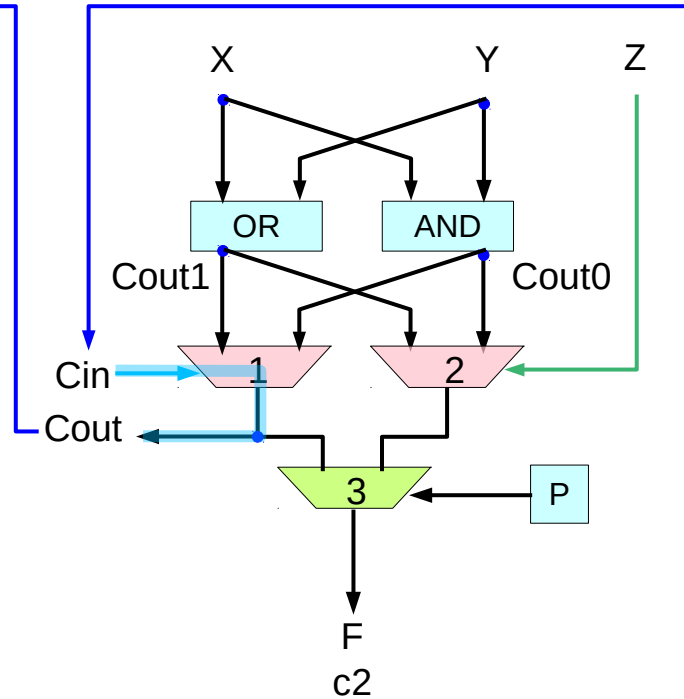 X Y Z
OR AND
Cout1 Cout0
Cin 1 2
Cout
3 P
F
c2